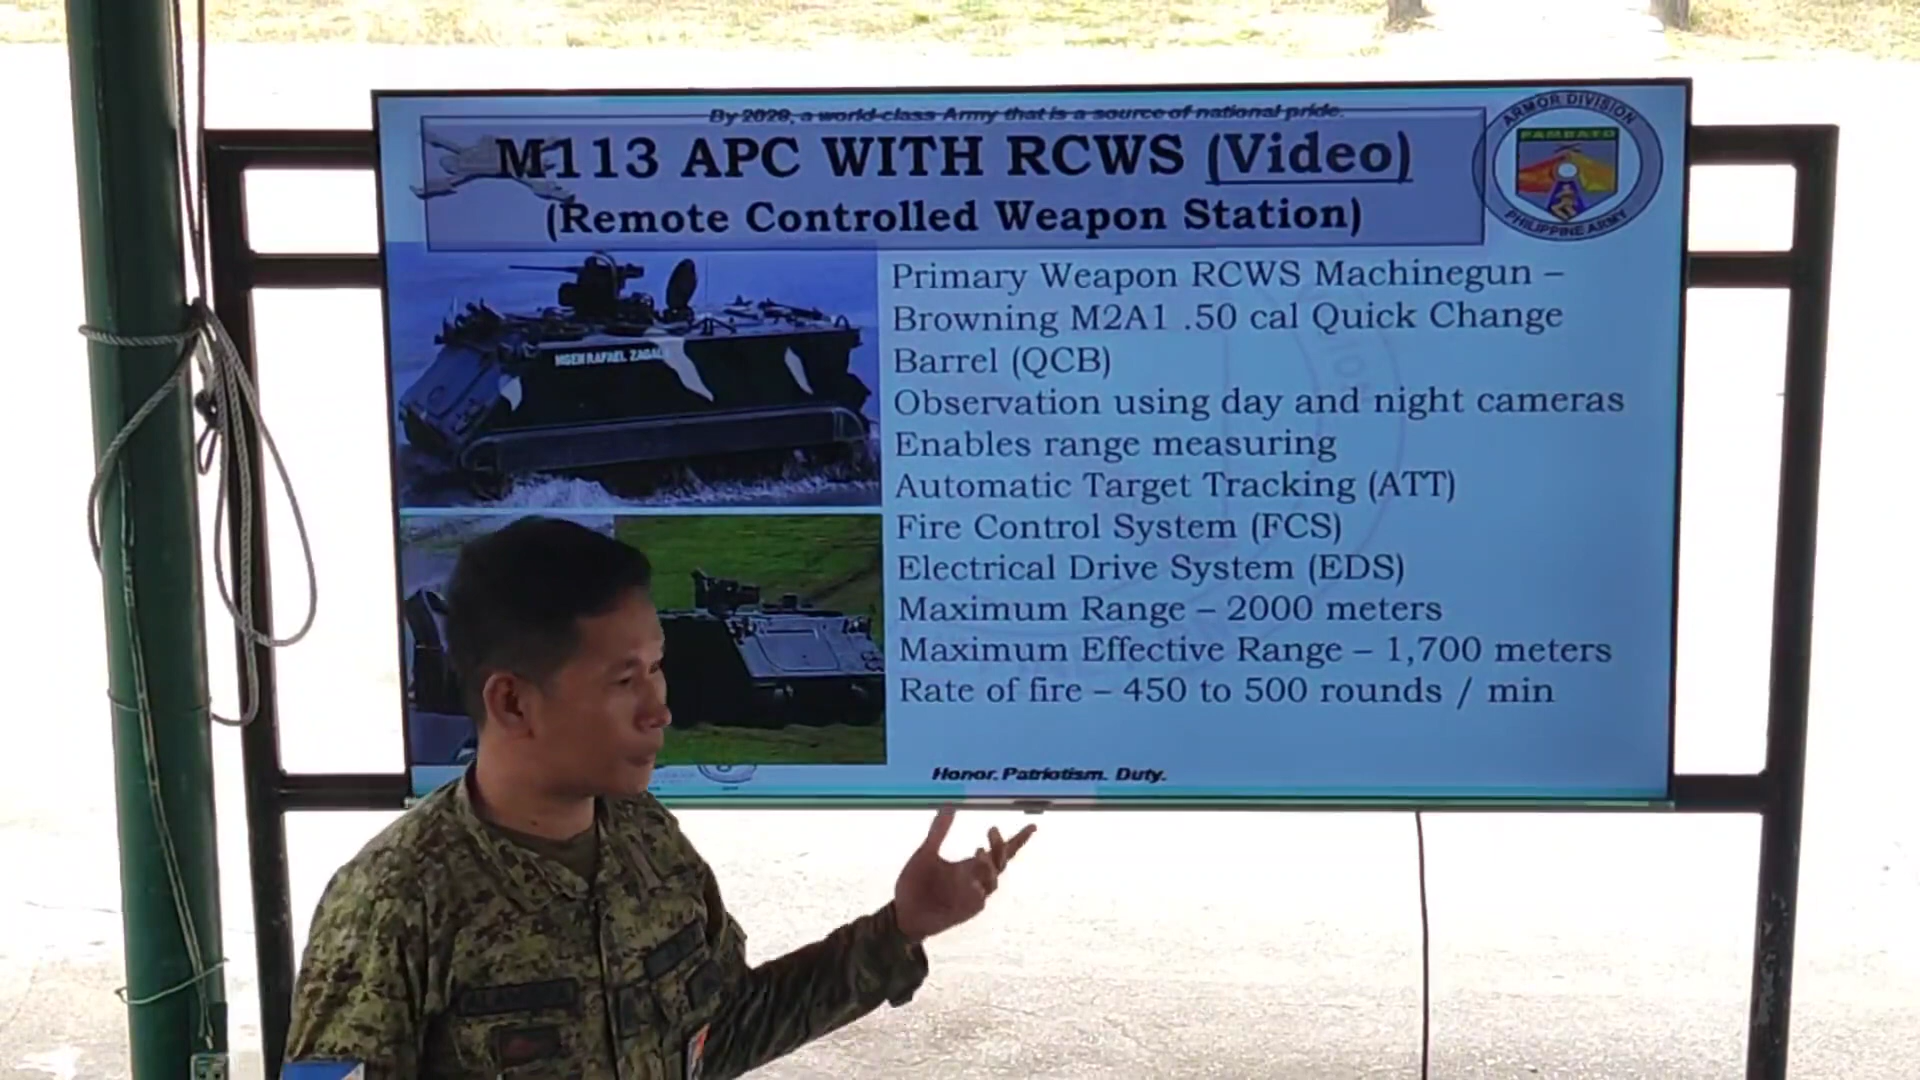 By 2028, a world-class Army that is a source of national pride.
M113 APC WITH RCWS (Video)
(Remote Controlled Weapon Station)
ARMOR DIVISION
PAMBATO
PHILIPPINE ARMY
MGEN RAFAEL
Primary Weapon RCWS Machinegun –
Browning M2A1 .50 cal Quick Change
Barrel (QCB)
Observation using day and night cameras
Enables range measuring
Automatic Target Tracking (ATT)
Fire Control System (FCS)
Electrical Drive System (EDS)
Maximum Range – 2000 meters
Maximum Effective Range – 1,700 meters
Rate of fire – 450 to 500 rounds / min
Honor. Patriotism. Duty.